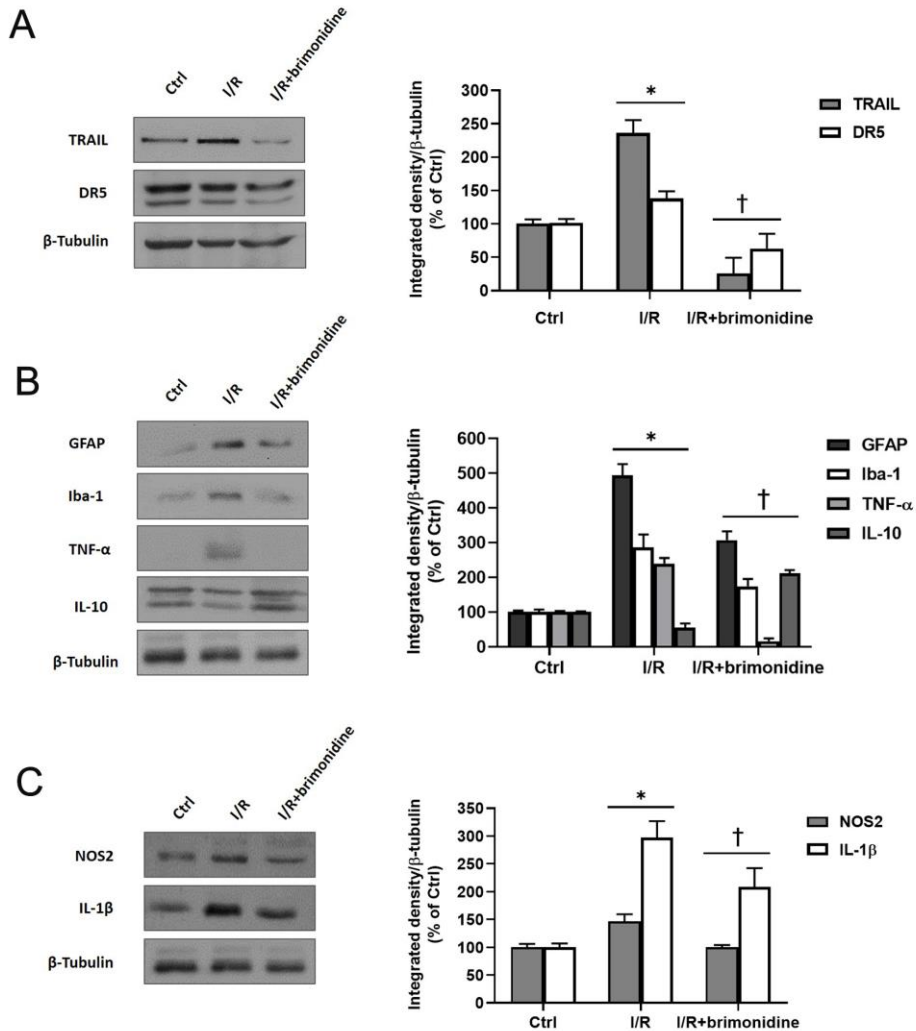 A
Ctrl
I/R
I/R+brimonidine
TRAIL
DR5
β-Tubulin
Integrated density/β-tubulin
(% of Ctrl)
300
250
200
150
100
50
0
*
†
Ctrl
I/R
I/R+brimonidine
TRAIL
DR5
B
Ctrl
I/R
I/R+brimonidine
GFAP
Iba-1
TNF-α
IL-10
β-Tubulin
Integrated density/β-tubulin
(% of Ctrl)
600
500
400
300
200
100
0
*
†
Ctrl
I/R
I/R+brimonidine
GFAP
Iba-1
TNF-α
IL-10
C
Ctrl
I/R
I/R+brimonidine
NOS2
IL-1β
β-Tubulin
Integrated density/β-tubulin
(% of Ctrl)
350
300
250
200
150
100
50
0
*
†
Ctrl
I/R
I/R+brimonidine
NOS2
IL-1β